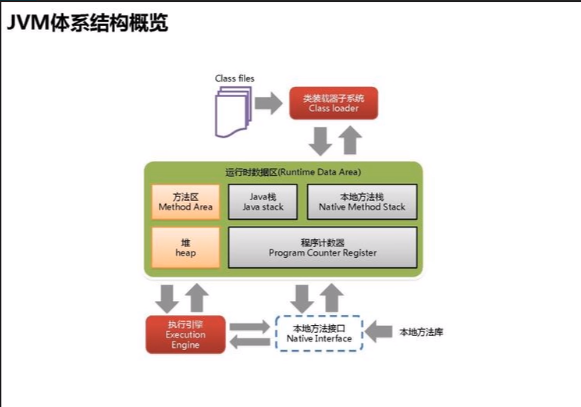 JVM体系结构概览
Class files
类装载器子系统
Class loader
运行时数据区(Runtime Data Area)
方法区
Method Area
Java栈
Java stack
本地方法栈
Native Method Stack
堆
heap
程序计数器
Program Counter Register
执行引擎
Execution
Engine
本地方法接口
Native Interface
本地方法库